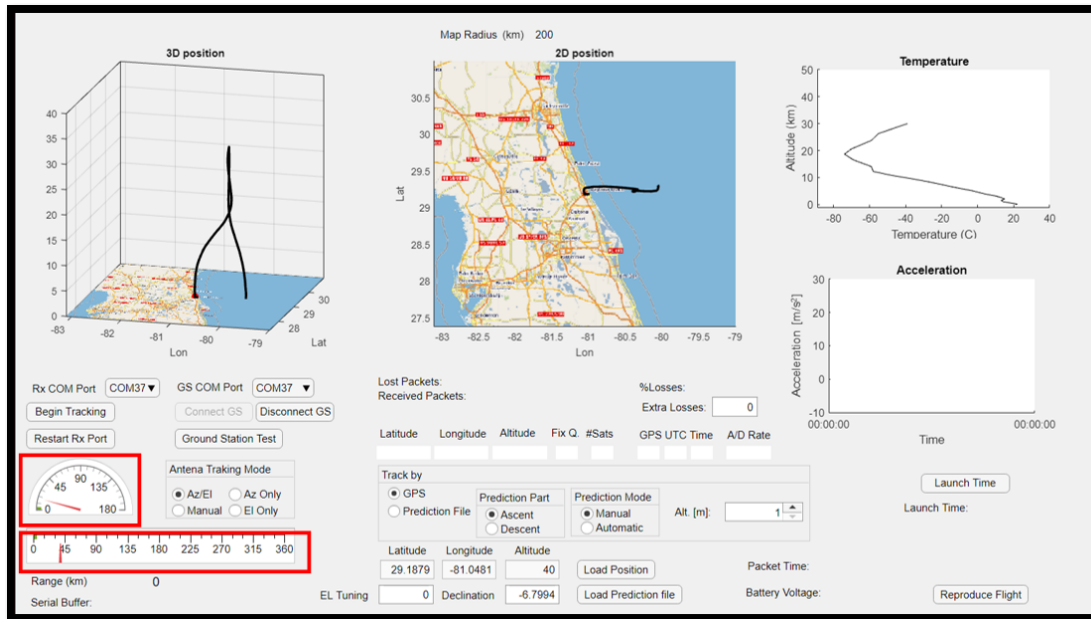 Map Radius (km) 200
3D position
40
35
30
25
20
15
10
5
0
-83
-82
-81
-80
-79
Lon
30
29
28
Lat
2D position
30.5
30
29.5
29
28.5
28
27.5
Lat
-83
-82.5
-82
-81.5
-81
-80.5
-80
-79.5
-79
Lon
Temperature
50
40
30
20
10
0
Altitude (km)
-80
-60
-40
-20
0
20
40
Temperature (C)
Acceleration
30
20
10
0
-10
Acceleration [m/s²]
00:00:00
00:00:00
Time
Rx COM Port COM37 GS COM Port COM37
Begin Tracking Connect GS Disconnect GS
Restart Rx Port Ground Station Test
0 45 90 135 180
Antena Traking Mode
Az/El Az Only
Manual El Only
0 45 90 135 180 225 270 315 360
Range (km) 0
Serial Buffer:
Lost Packets:
Received Packets:
%Losses:
Extra Losses: 0
Latitude Longitude Altitude Fix Q. #Sats GPS UTC Time A/D Rate
Track by
GPS
Prediction File
Prediction Part
Ascent
Descent
Prediction Mode
Manual
Automatic
Alt. [m]: 1
Latitude Longitude Altitude
29.1879 -81.0481 40 Load Position
EL Tuning 0 Declination -6.7994 Load Prediction file
Launch Time
Launch Time:
Packet Time:
Battery Voltage:
Reproduce Flight